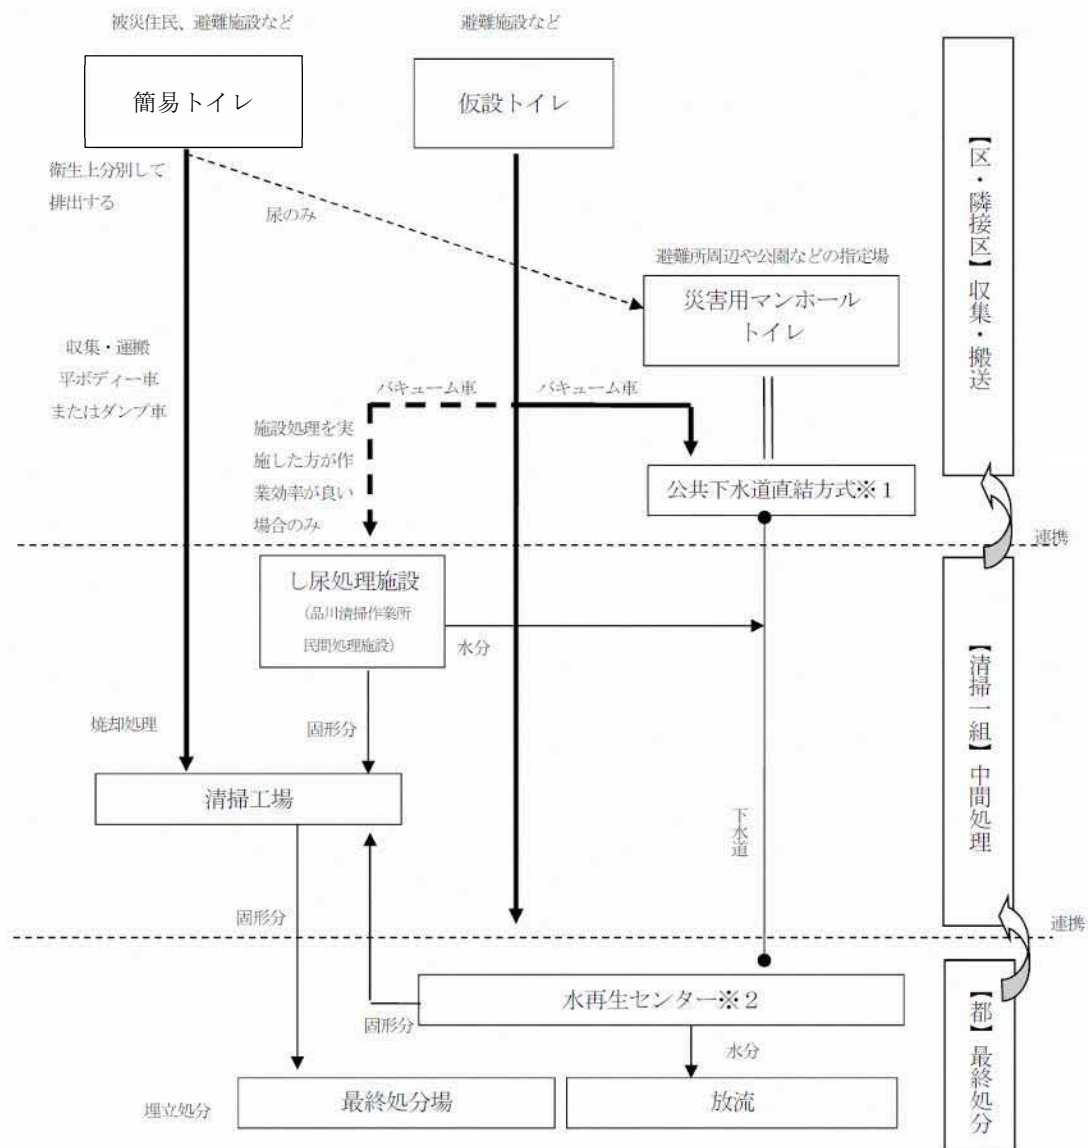 被災住民、避難施設など
避難施設など
簡易トイレ
仮設トイレ
衛生上分別して
排出する
尿のみ
避難所周辺や公園などの指定場
災害用マンホール
トイレ
収集・運搬
平ボディー車
またはダンプ車
バキューム車
バキューム車
施設処理を実
施した方が作
業効率が良い
場合のみ
公共下水道直結方式※1
【区・隣接区】収集・搬送
連携
し尿処理施設
(品川清掃作業所
民間処理施設)
水分
焼却処理
固形分
清掃工場
下水道
【清掃一組】中間処理
固形分
連携
水再生センター※2
固形分
水分
【都】最終処分
埋立処分
最終処分場
放流